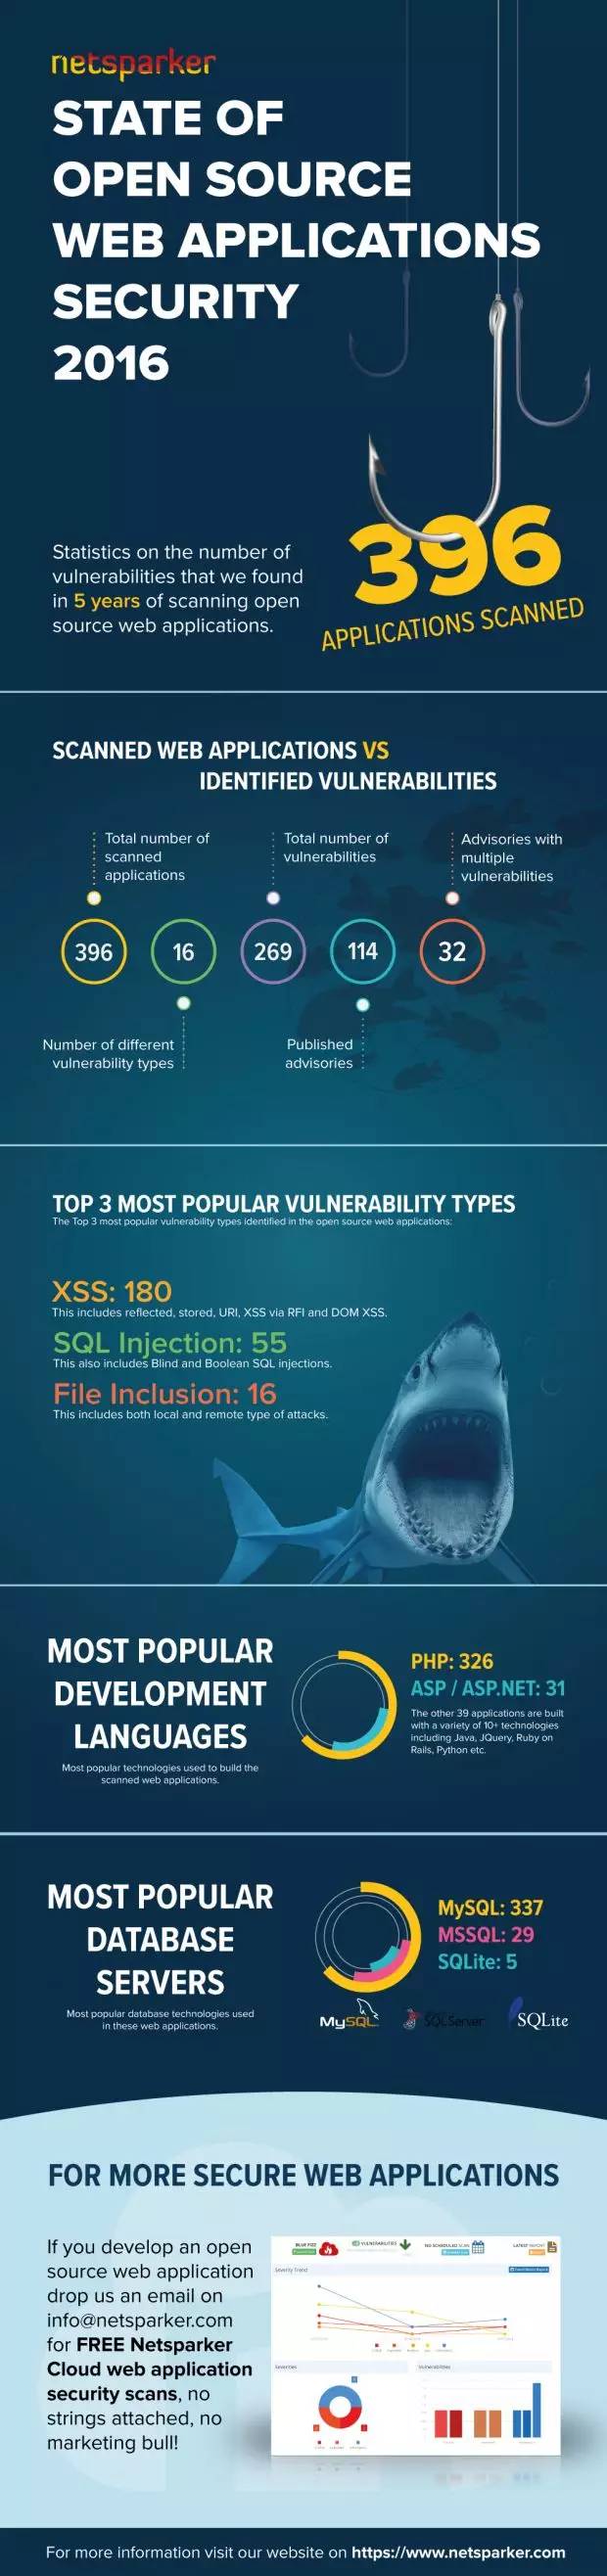 netsparker
STATE OF
OPEN SOURCE
WEB APPLICATIONS
SECURITY
2016
Statistics on the number of
vulnerabilities that we found
in 5 years of scanning open
source web applications.
396
APPLICATIONS SCANNED
SCANNED WEB APPLICATIONS VS
IDENTIFIED VULNERABILITIES
Total number of
scanned
applications
Total number of
vulnerabilities
Advisories with
multiple
vulnerabilities
396
16
269
114
32
Number of different
vulnerability types
Published
advisories
TOP 3 MOST POPULAR VULNERABILITY TYPES
The Top 3 most popular vulnerability types identified in the open source web applications:
XSS: 180
This includes reflected, stored, URI, XSS via RFI and DOM XSS.
SQL Injection: 55
This also includes Blind and Boolean SQL injections.
File Inclusion: 16
This includes both local and remote type of attacks.
MOST POPULAR
DEVELOPMENT
LANGUAGES
Most popular technologies used to build the
scanned web applications.
PHP: 326
ASP / ASP.NET: 31
The other 39 applications are built
with a variety of 10+ technologies
including Java, JQuery, Ruby on
Rails, Python etc.
MOST POPULAR
DATABASE
SERVERS
Most popular database technologies used
in these web applications.
MySQL: 337
MSSQL: 29
SQLite: 5
MySQL
SQL Server
SQLite
FOR MORE SECURE WEB APPLICATIONS
If you develop an open
source web application
drop us an email on
info@netsparker.com
for FREE Netsparker
Cloud web application
security scans, no
strings attached, no
marketing bull!
VULNERABILITIES
Severity Trend
Severities
Vulnerabilities
For more information visit our website on https://www.netsparker.com